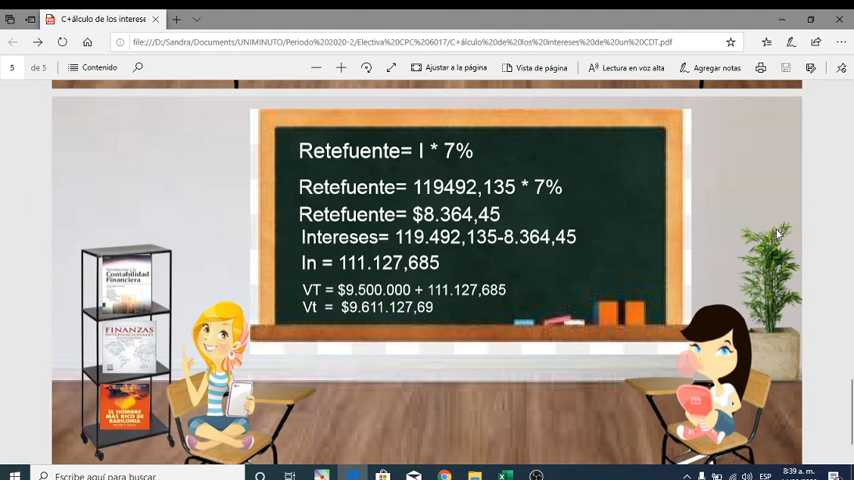 C+álculo de los interese
file:///D:/Sandra/Documents/UNIMINUTO/Periodo%202020-2/Electiva%20CPC%206017/C+álculo%20de%20los%20intereses%20de%20un%20CDT.pdf
5 de 5 Contenido Ajustar a la página Vista de página Lectura en voz alta Agregar notas
Retefuente= I * 7%
Retefuente= 119492,135 * 7%
Retefuente= $8.364,45
Intereses= 119.492,135-8.364,45
In = 111.127,685
VT = $9.500.000 + 111.127,685
Vt = $9.611.127,69
Contabilidad
Financiera
FINANZAS
INTERNACIONALES
EL HOMBRE
MÁS RICO DE
BABILONIA
Escribe aquí para buscar
ESP
8:39 a. m.